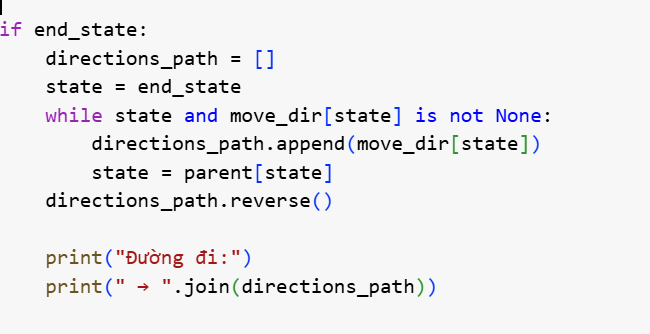 if end_state:
    directions_path = []
    state = end_state
    while state and move_dir[state] is not None:
        directions_path.append(move_dir[state])
        state = parent[state]
    directions_path.reverse()

    print("Đường đi:")
    print(" → ".join(directions_path))